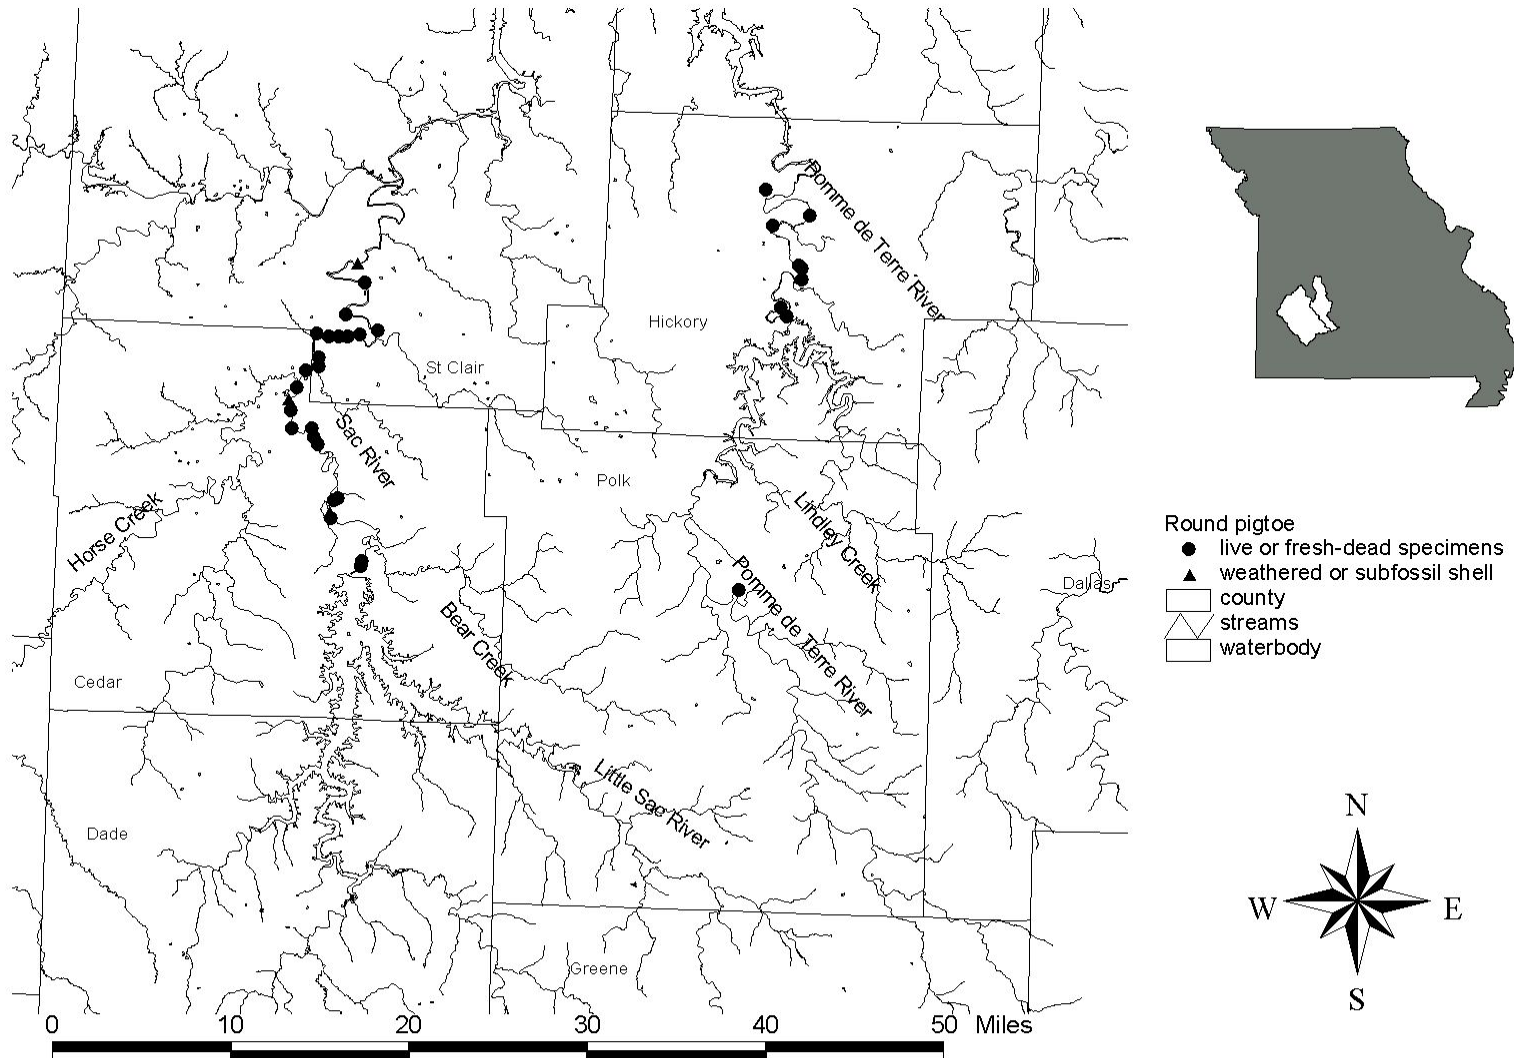 Pomme de Terre River
Hickory
St Clair
Sac River
Polk
Horse Creek
Lindley Creek
Pomme de Terre River
Dallas
Bear Creek
Cedar
Little Sac River
Dade
Greene
0 10 20 30 40 50 Miles
Round pigtoe
live or fresh-dead specimens
weathered or subfossil shell
county
streams
waterbody
N
W E
S